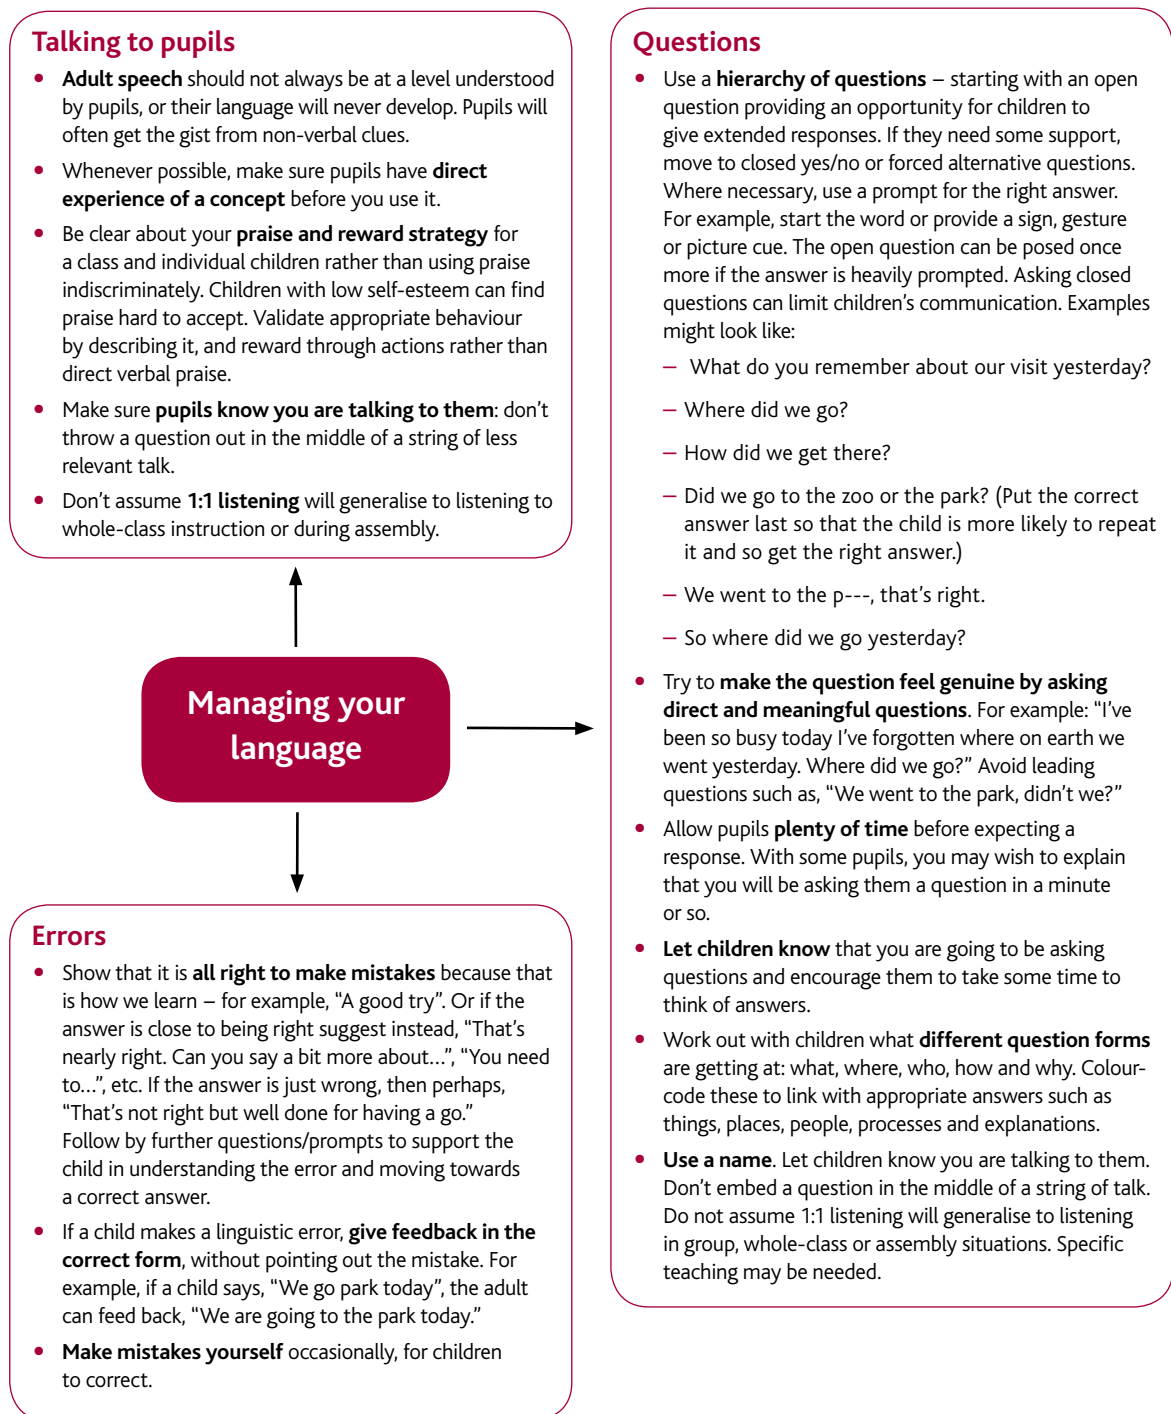 Talking to pupils
• Adult speech should not always be at a level understood
by pupils, or their language will never develop. Pupils will
often get the gist from non-verbal clues.
• Whenever possible, make sure pupils have direct
experience of a concept before you use it.
• Be clear about your praise and reward strategy for
a class and individual children rather than using praise
indiscriminately. Children with low self-esteem can find
praise hard to accept. Validate appropriate behaviour
by describing it, and reward through actions rather than
direct verbal praise.
• Make sure pupils know you are talking to them: don’t
throw a question out in the middle of a string of less
relevant talk.
• Don’t assume 1:1 listening will generalise to listening to
whole-class instruction or during assembly.
Managing your
language
Errors
• Show that it is all right to make mistakes because that
is how we learn – for example, “A good try”. Or if the
answer is close to being right suggest instead, “That’s
nearly right. Can you say a bit more about…”, “You need
to…”, etc. If the answer is just wrong, then perhaps,
“That’s not right but well done for having a go.”
Follow by further questions/prompts to support the
child in understanding the error and moving towards
a correct answer.
• If a child makes a linguistic error, give feedback in the
correct form, without pointing out the mistake. For
example, if a child says, “We go park today”, the adult
can feed back, “We are going to the park today.”
• Make mistakes yourself occasionally, for children
to correct.
Questions
• Use a hierarchy of questions – starting with an open
question providing an opportunity for children to
give extended responses. If they need some support,
move to closed yes/no or forced alternative questions.
Where necessary, use a prompt for the right answer.
For example, start the word or provide a sign, gesture
or picture cue. The open question can be posed once
more if the answer is heavily prompted. Asking closed
questions can limit children’s communication. Examples
might look like:
– What do you remember about our visit yesterday?
– Where did we go?
– How did we get there?
– Did we go to the zoo or the park? (Put the correct
answer last so that the child is more likely to repeat
it and so get the right answer.)
– We went to the p---, that’s right.
– So where did we go yesterday?
• Try to make the question feel genuine by asking
direct and meaningful questions. For example: “I’ve
been so busy today I’ve forgotten where on earth we
went yesterday. Where did we go?” Avoid leading
questions such as, “We went to the park, didn’t we?”
• Allow pupils plenty of time before expecting a
response. With some pupils, you may wish to explain
that you will be asking them a question in a minute
or so.
• Let children know that you are going to be asking
questions and encourage them to take some time to
think of answers.
• Work out with children what different question forms
are getting at: what, where, who, how and why. Colour-
code these to link with appropriate answers such as
things, places, people, processes and explanations.
• Use a name. Let children know you are talking to them.
Don’t embed a question in the middle of a string of talk.
Do not assume 1:1 listening will generalise to listening
in group, whole-class or assembly situations. Specific
teaching may be needed.